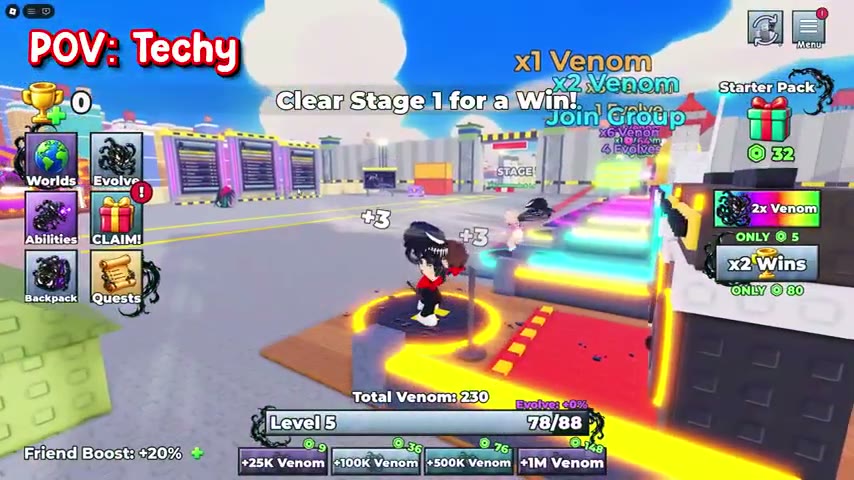 POV: Techy
0
Worlds
Evolve
Abilities
!
CLAIM!
Backpack
Quests
Clear Stage 1 for a Win!
x1 Venom
x2 Venom
1 Evolve
Join Group
x6 Venom
4 Evolves
STAGE
Menu
Starter Pack
32
2x Venom
ONLY 5
x2 Wins
ONLY 80
+3
+3
Total Venom: 230
Evolve: +0%
Level 5
78/88
Friend Boost: +20% +
9
+25K Venom
36
+100K Venom
76
+500K Venom
148
+1M Venom